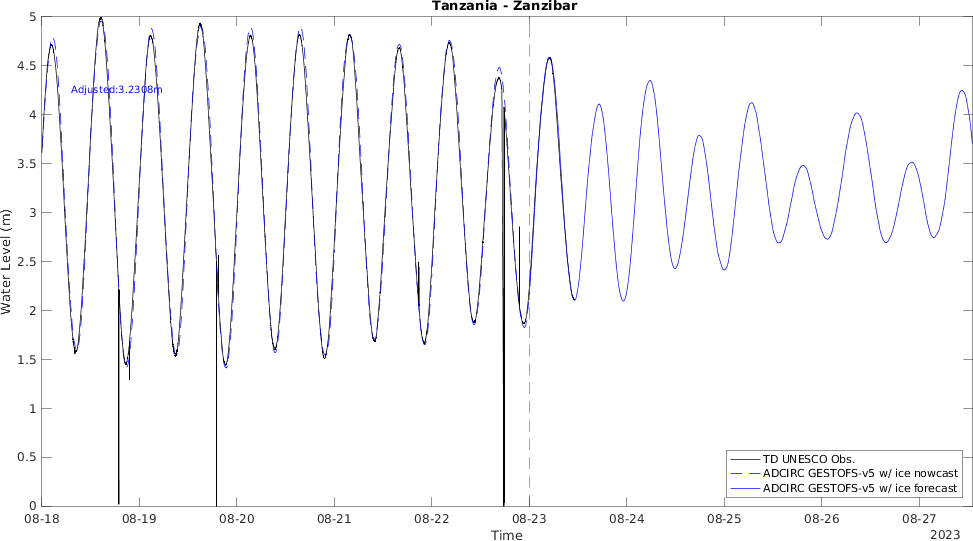 Tanzania - Zanzibar
Water Level (m)
5
4.5
4
3.5
3
2.5
2
1.5
1
0.5
0
Adjusted:3.2308m
TD UNESCO Obs.
ADCIRC GESTOFS-v5 w/ ice nowcast
ADCIRC GESTOFS-v5 w/ ice forecast
08-18 08-19 08-20 08-21 08-22 08-23 08-24 08-25 08-26 08-27
Time
2023